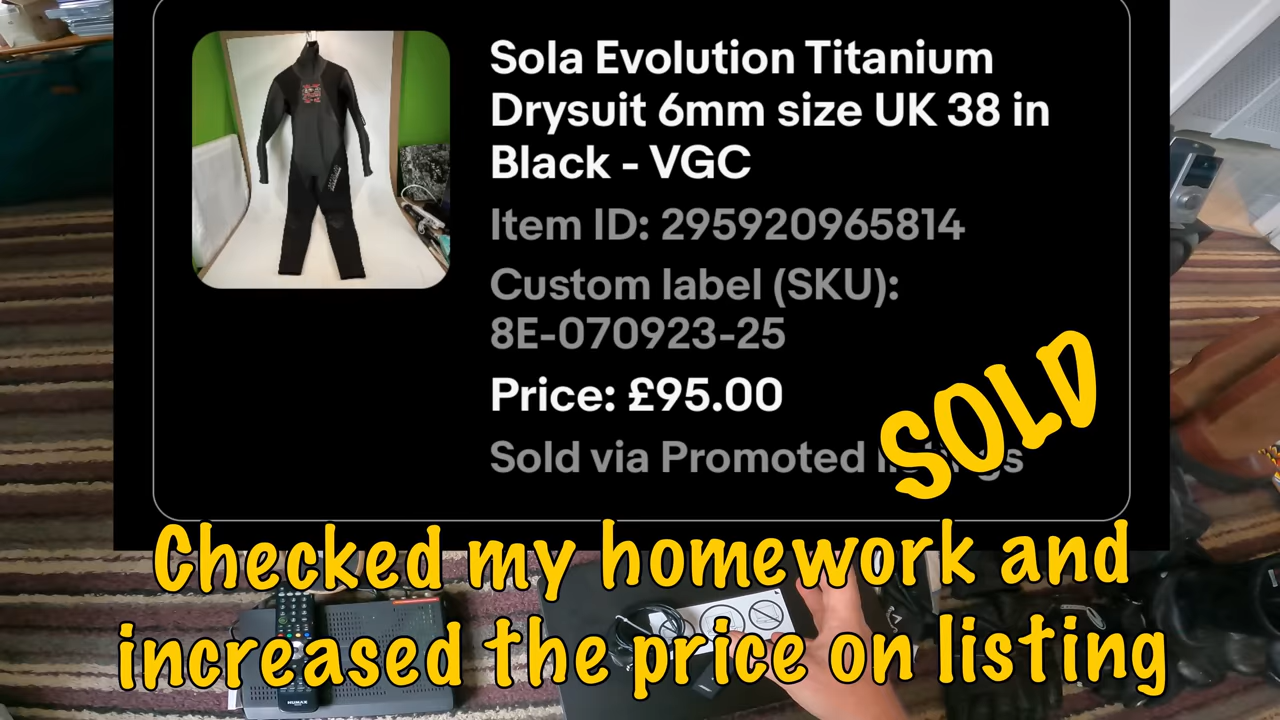 Sola Evolution Titanium
Drysuit 6mm size UK 38 in
Black - VGC
Item ID: 295920965814
Custom label (SKU):
8E-070923-25
Price: £95.00
Sold via Promoted
SOLD
Checked my homework and
increased the price on listing
HUMAX